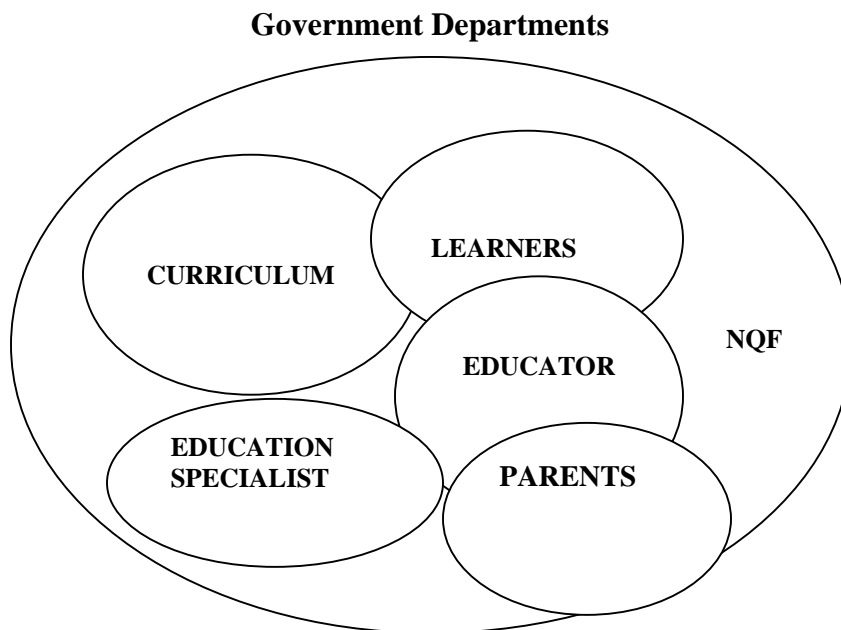 Government Departments
LEARNERS
CURRICULUM
NQF
EDUCATOR
EDUCATION
SPECIALIST
PARENTS